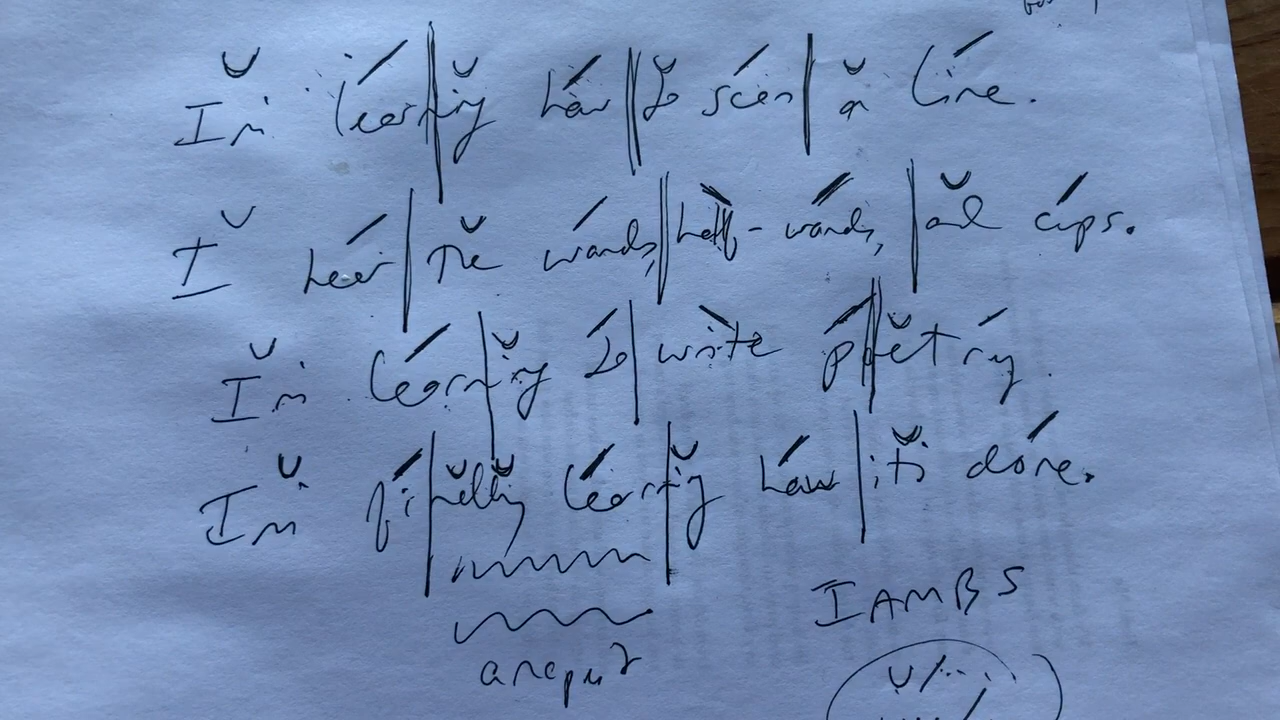 I'm learning how to scan a line.
I hear the words, half-words, and cups.
I'm learning to write poetry.
I'm finally learning how its done.
IAMBS